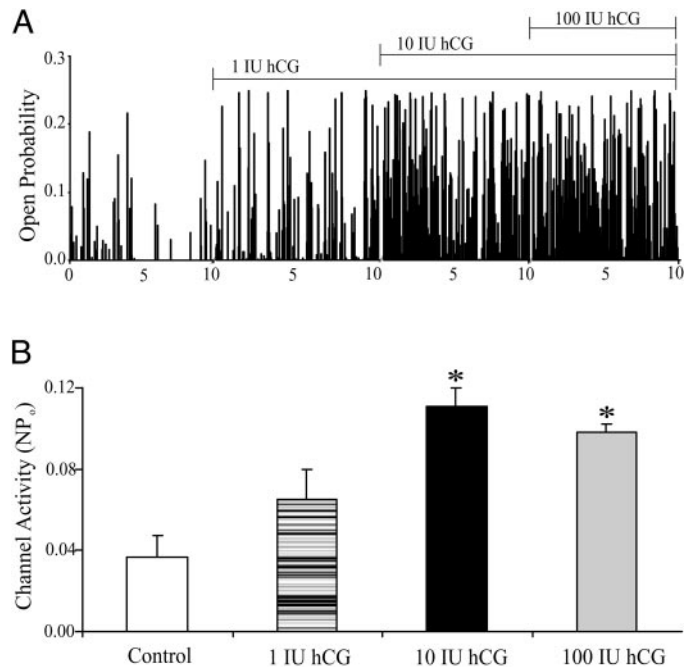 A
100 IU hCG
10 IU hCG
1 IU hCG
0.3
0.2
0.1
0.0
Open Probability
0 5 10 5 10 5 10 5 10
B
0.12
0.08
0.04
0.00
Channel Activity (NPₒ)
* *
Control 1 IU hCG 10 IU hCG 100 IU hCG